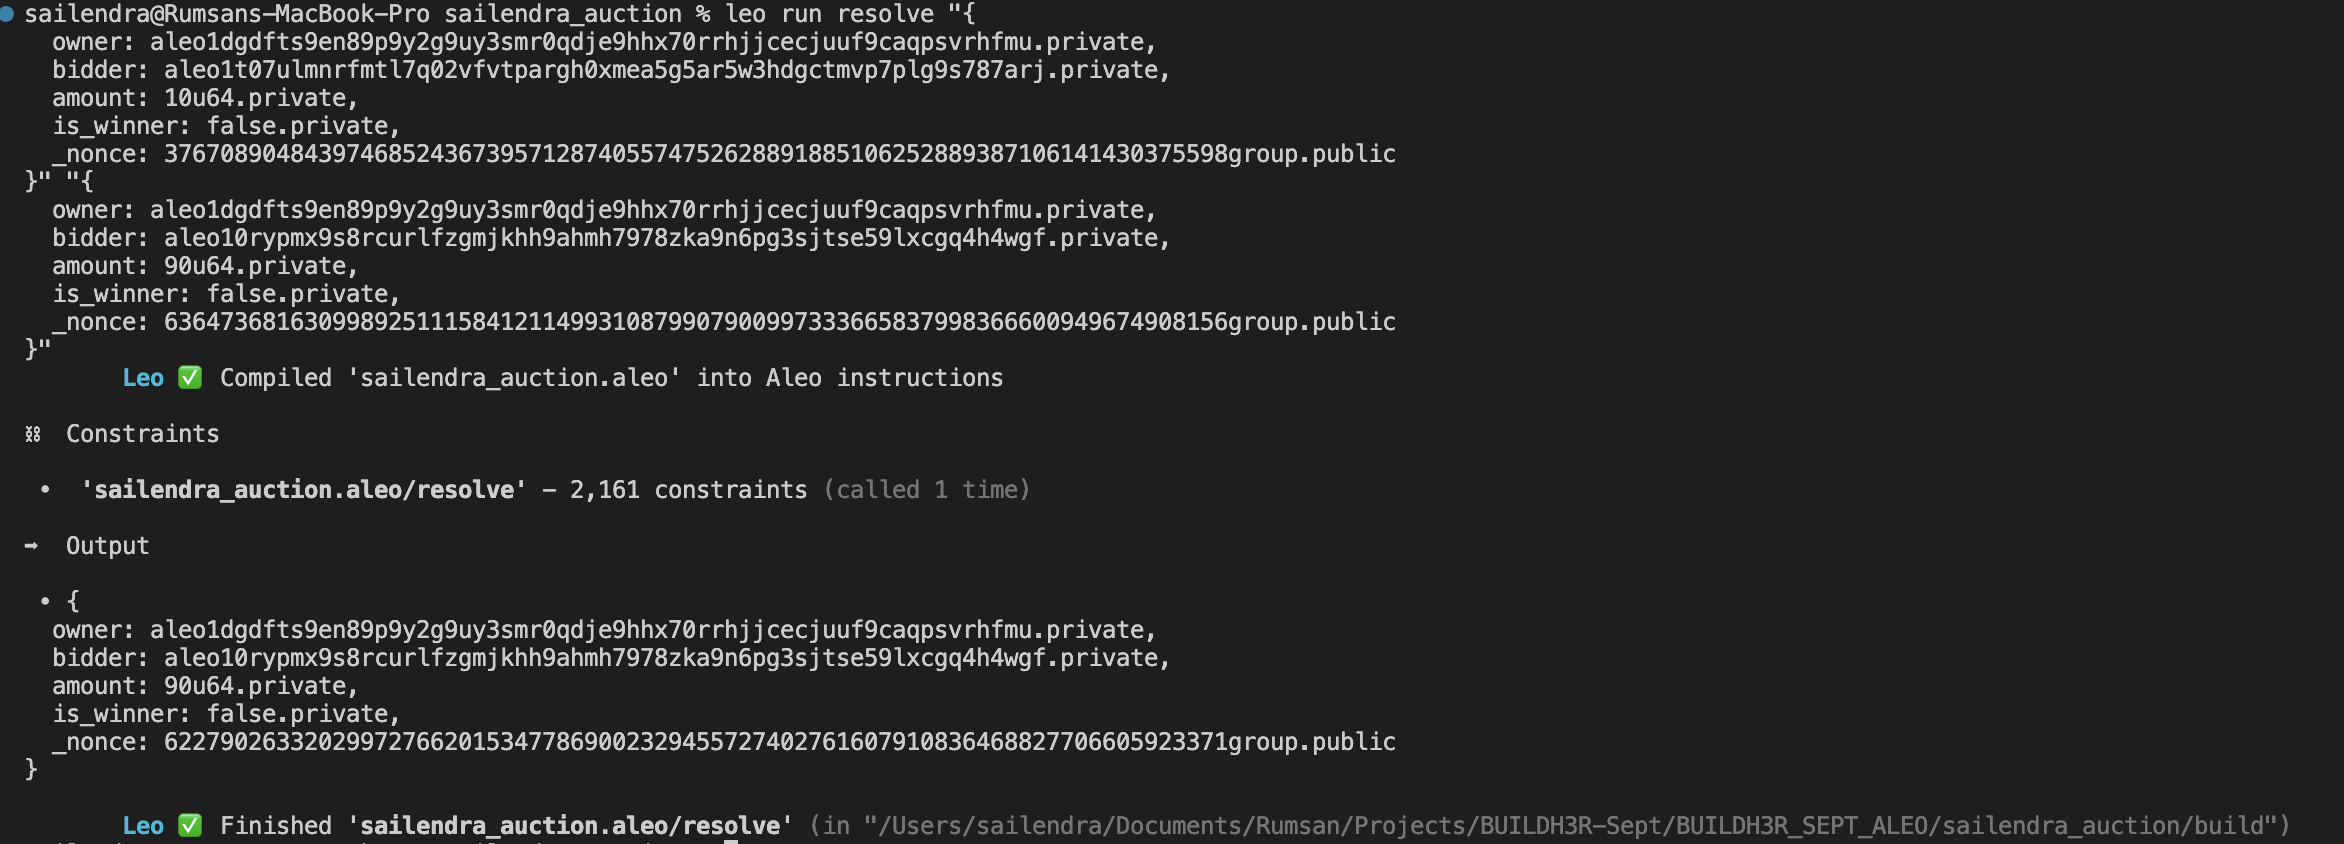 sailendra@Rumsans-MacBook-Pro sailendra_auction % leo run resolve "{
owner: aleo1dgdfts9en89p9y2g9uy3smr0qdje9hhx70rrhjjcecjuuf9caqpsvrhfmu.private,
bidder: aleo1t07ulmnrfmtl7q02vfvtpargh0xmea5g5ar5w3hdgctmvp7plg9s787arj.private,
amount: 10u64.private,
is_winner: false.private,
_nonce: 3767089048439746852436739571287405574752628891885106252889387106141430375598group.public
}" "{
owner: aleo1dgdfts9en89p9y2g9uy3smr0qdje9hhx70rrhjjcecjuuf9caqpsvrhfmu.private,
bidder: aleo10rypmx9s8rcurlfzgmjkhh9ahmh7978zka9n6pg3sjtse59lxcgq4h4wgf.private,
amount: 90u64.private,
is_winner: false.private,
_nonce: 6364736816309989251115841211499310879907900997333665837998366600949674908156group.public
}"
Leo ✅ Compiled 'sailendra_auction.aleo' into Aleo instructions
⛓ Constraints
• 'sailendra_auction.aleo/resolve' – 2,161 constraints (called 1 time)
➡ Output
• {
owner: aleo1dgdfts9en89p9y2g9uy3smr0qdje9hhx70rrhjjcecjuuf9caqpsvrhfmu.private,
bidder: aleo10rypmx9s8rcurlfzgmjkhh9ahmh7978zka9n6pg3sjtse59lxcgq4h4wgf.private,
amount: 90u64.private,
is_winner: false.private,
_nonce: 6227902633202997276620153477869002329455727402761607910836468827706605923371group.public
}
Leo ✅ Finished 'sailendra_auction.aleo/resolve' (in "/Users/sailendra/Documents/Rumsan/Projects/BUILDH3R-Sept/BUILDH3R_SEPT_ALEO/sailendra_auction/build")